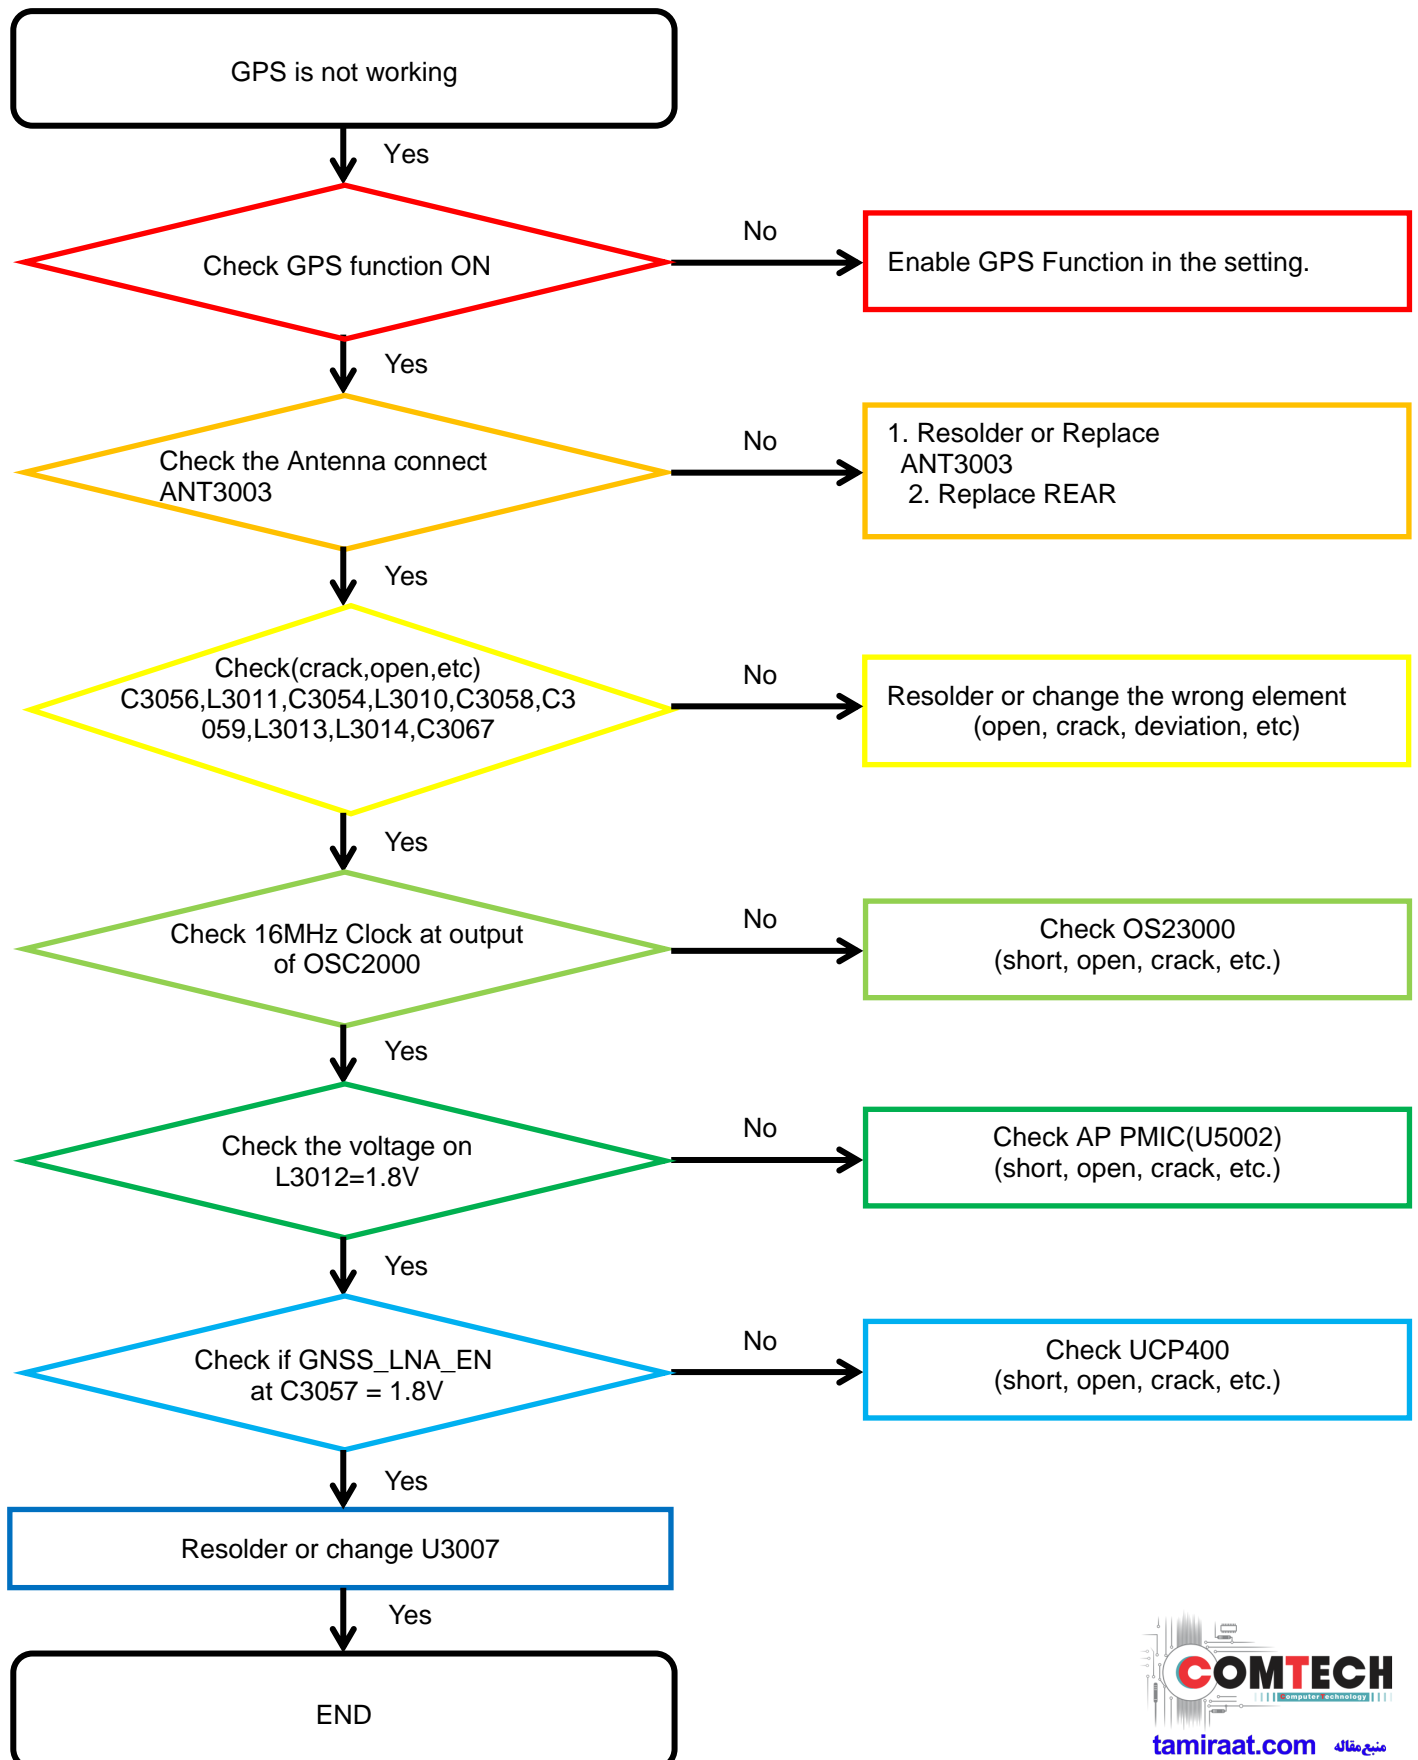 GPS is not working
Yes
Check GPS function ON
No
Enable GPS Function in the setting.
Yes
Check the Antenna connect
ANT3003
No
1. Resolder or Replace
ANT3003
2. Replace REAR
Yes
Check(crack,open,etc)
C3056,L3011,C3054,L3010,C3058,C3
059,L3013,L3014,C3067
No
Resolder or change the wrong element
(open, crack, deviation, etc)
Yes
Check 16MHz Clock at output
of OSC2000
No
Check OS23000
(short, open, crack, etc.)
Yes
Check the voltage on
L3012=1.8V
No
Check AP PMIC(U5002)
(short, open, crack, etc.)
Yes
Check if GNSS_LNA_EN
at C3057 = 1.8V
No
Check UCP400
(short, open, crack, etc.)
Yes
Resolder or change U3007
Yes
END
COMTECH
Computer Technology
tamiraat.com منبع مقاله